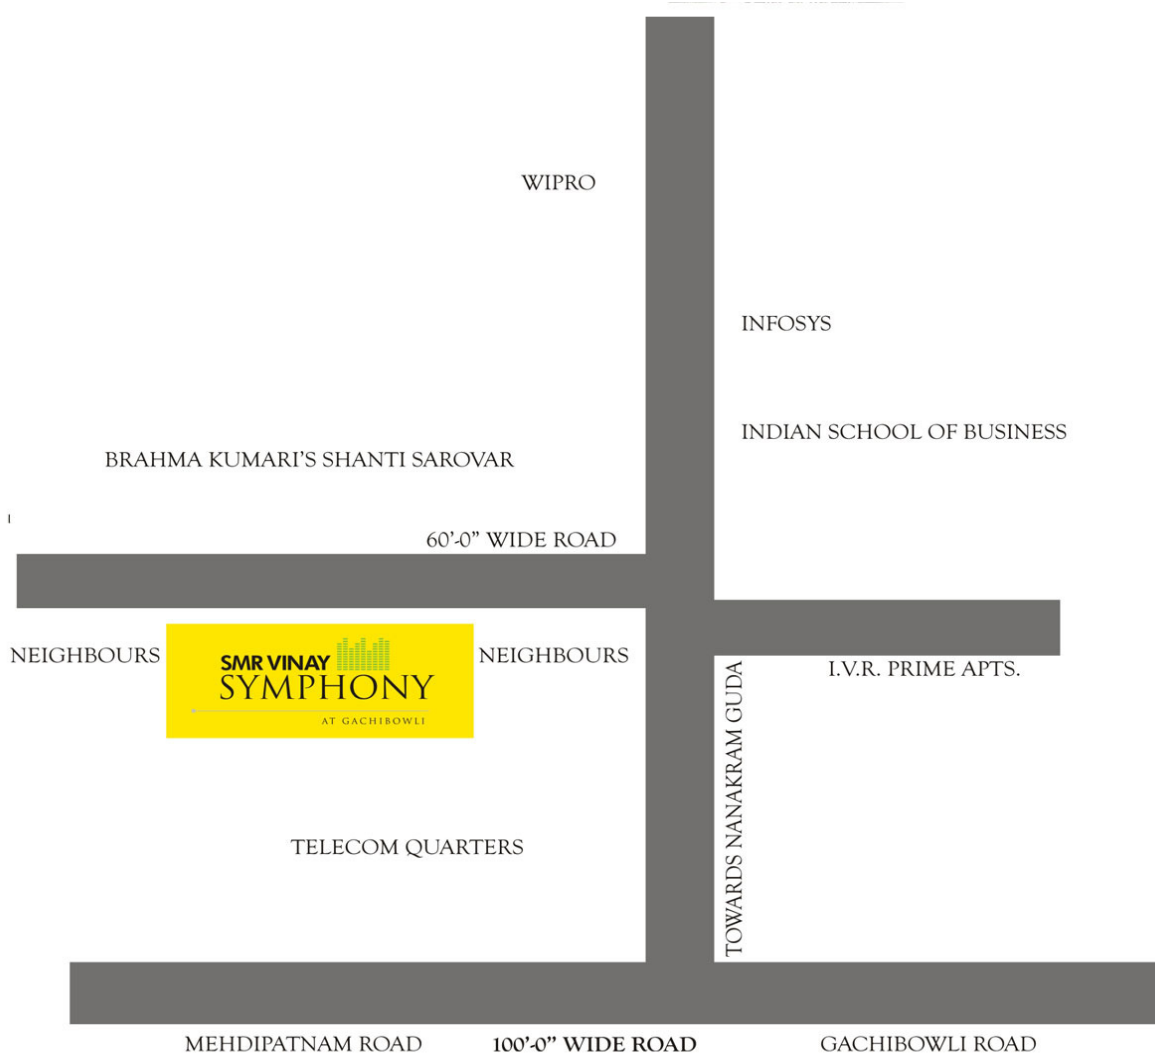 WIPRO
INFOSYS
INDIAN SCHOOL OF BUSINESS
BRAHMA KUMARI'S SHANTI SAROVAR
60'-0" WIDE ROAD
NEIGHBOURS
SMR VINAY
SYMPHONY
AT GACHIBOWLI
NEIGHBOURS
I.V.R. PRIME APTS.
TOWARDS NANAKRAM GUDA
TELECOM QUARTERS
MEHDIPATNAM ROAD
100'-0" WIDE ROAD
GACHIBOWLI ROAD